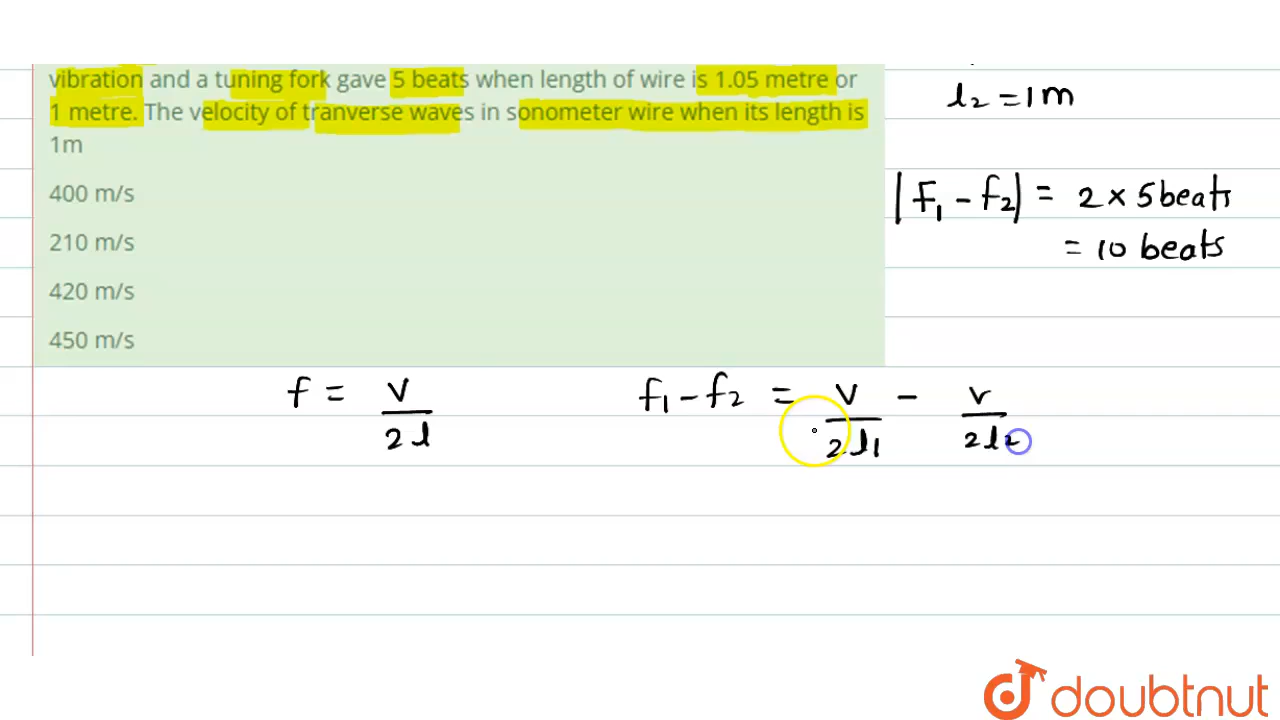 vibration and a tuning fork gave 5 beats when length of wire is 1.05 metre or
1 metre. The velocity of tranverse waves in sonometer wire when its length is
1m
400 m/s
210 m/s
420 m/s
450 m/s
l2 = 1m
|F1 - f2| = 2 × 5 beats
= 10 beats
f = V/2l
f1 - f2 = V/2l1 - v/2l2
doubtnut